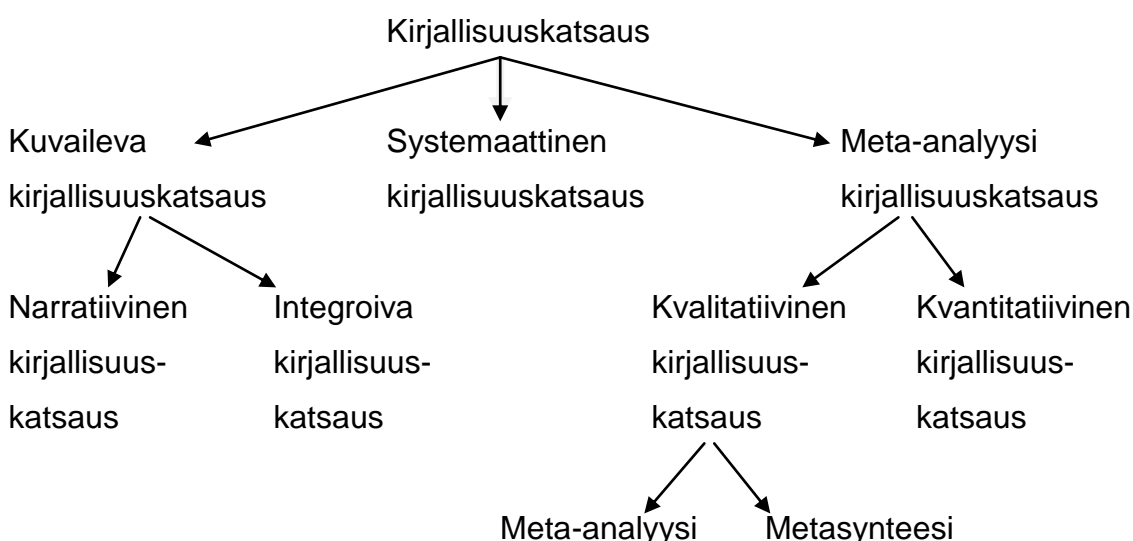 Kirjallisuuskatsaus
Kuvaileva
kirjallisuuskatsaus
Systemaattinen
kirjallisuuskatsaus
Meta-analyysi
kirjallisuuskatsaus
Narratiivinen
kirjallisuus-
katsaus
Integroiva
kirjallisuus-
katsaus
Kvalitatiivinen
kirjallisuus-
katsaus
Kvantitatiivinen
kirjallisuus-
katsaus
Meta-analyysi
Metasynteesi